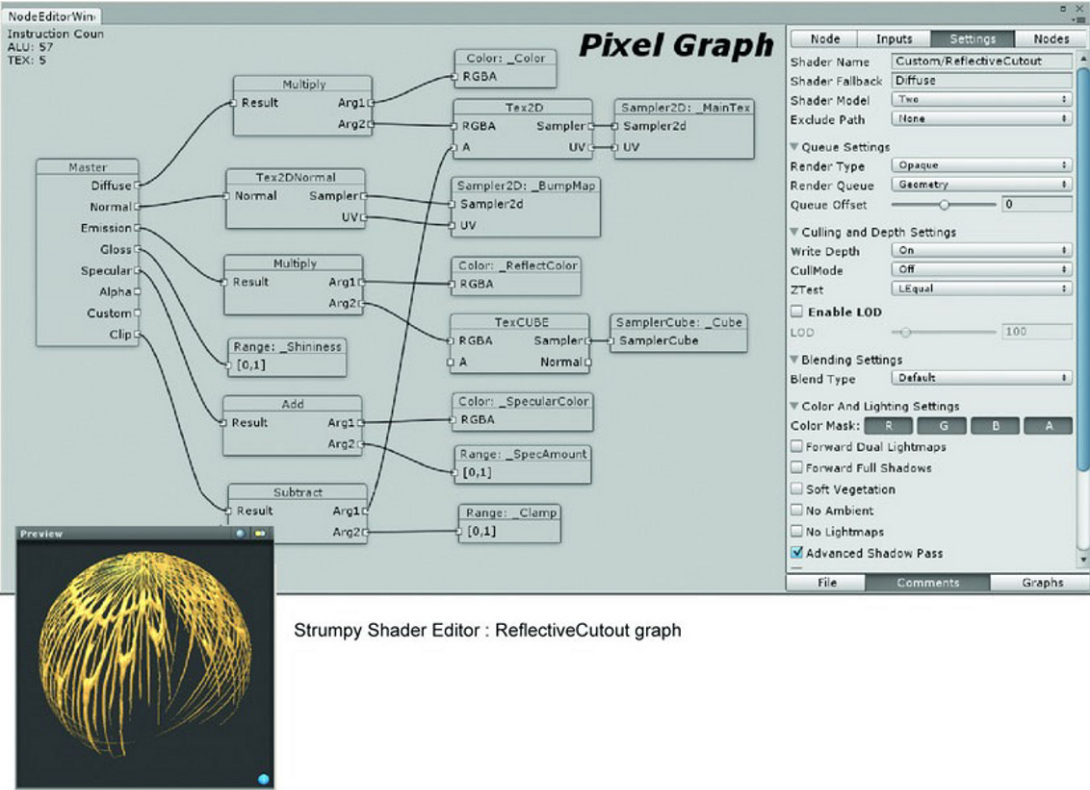 NodeEditorWin
Instruction Coun
ALU: 57
TEX: 5
Pixel Graph
Master
Diffuse
Normal
Emission
Gloss
Specular
Alpha
Custom
Clip
Multiply
Result Arg1
Arg2
Tex2DNormal
Normal Sampler
UV
Multiply
Result Arg1
Arg2
Range: _Shininess
[0,1]
Add
Result Arg1
Arg2
Subtract
Result Arg1
Arg2
Color: _Color
RGBA
Tex2D
RGBA Sampler
A UV
Sampler2D: _MainTex
Sampler2d
UV
Sampler2D: _BumpMap
Sampler2d
UV
Color: _ReflectColor
RGBA
TexCUBE
RGBA Sampler
A Normal
SamplerCube: _Cube
SamplerCube
Color: _SpecularColor
RGBA
Range: _SpecAmount
[0,1]
Range: _Clamp
[0,1]
Node Inputs Settings Nodes
Shader Name Custom/ReflectiveCutout
Shader Fallback Diffuse
Shader Model Two
Exclude Path None
Queue Settings
Render Type Opaque
Render Queue Geometry
Queue Offset 0
Culling and Depth Settings
Write Depth On
CullMode Off
ZTest LEqual
Enable LOD
LOD 100
Blending Settings
Blend Type Default
Color And Lighting Settings
Color Mask: R G B A
Forward Dual Lightmaps
Forward Full Shadows
Soft Vegetation
No Ambient
No Lightmaps
Advanced Shadow Pass
File Comments Graphs
Preview
Strumpy Shader Editor : ReflectiveCutout graph